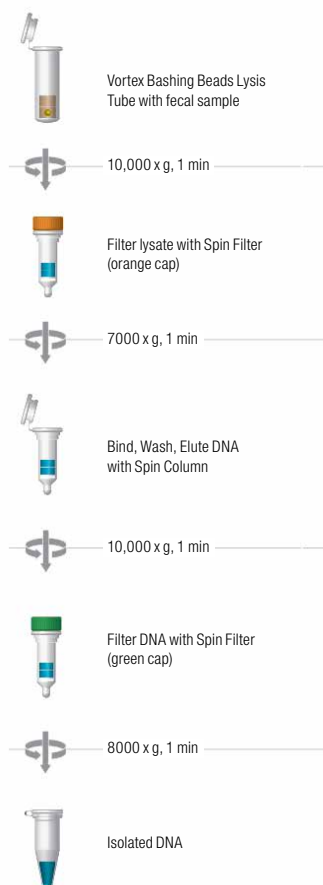 Vortex Bashing Beads Lysis
Tube with fecal sample
10,000 x g, 1 min
Filter lysate with Spin Filter
(orange cap)
7000 x g, 1 min
Bind, Wash, Elute DNA
with Spin Column
10,000 x g, 1 min
Filter DNA with Spin Filter
(green cap)
8000 x g, 1 min
Isolated DNA